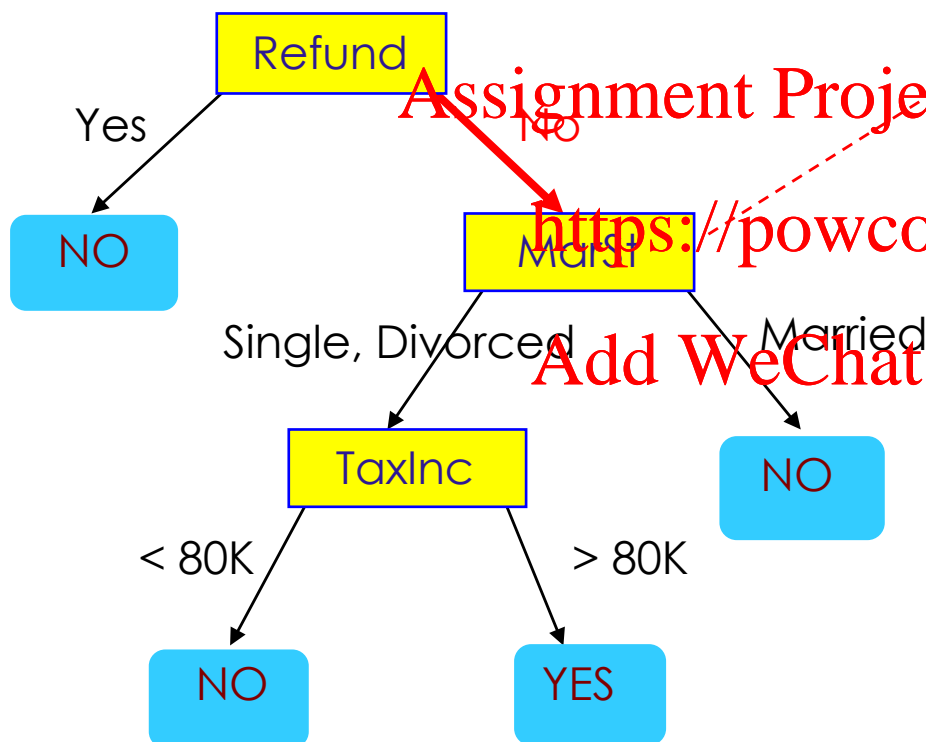 Refund
Assignment Proje
Yes
No
NO
MarSt
https://powco
Single, Divorced
Married
Add WeChat
TaxInc
NO
< 80K
> 80K
NO
YES